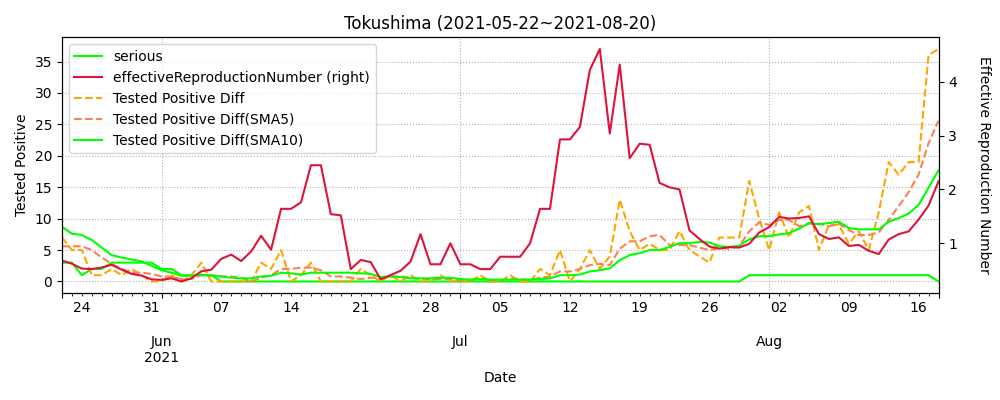 Tokushima (2021-05-22~2021-08-20)
serious
effectiveReproductionNumber (right)
Tested Positive Diff
Tested Positive Diff(SMA5)
Tested Positive Diff(SMA10)
Tested Positive
35
30
25
20
15
10
5
0
4
3
2
1
Effective Reproduction Number
24 31 07 14 21 28 05 12 19 26 02 09 16
Jun Jul Aug
2021
Date